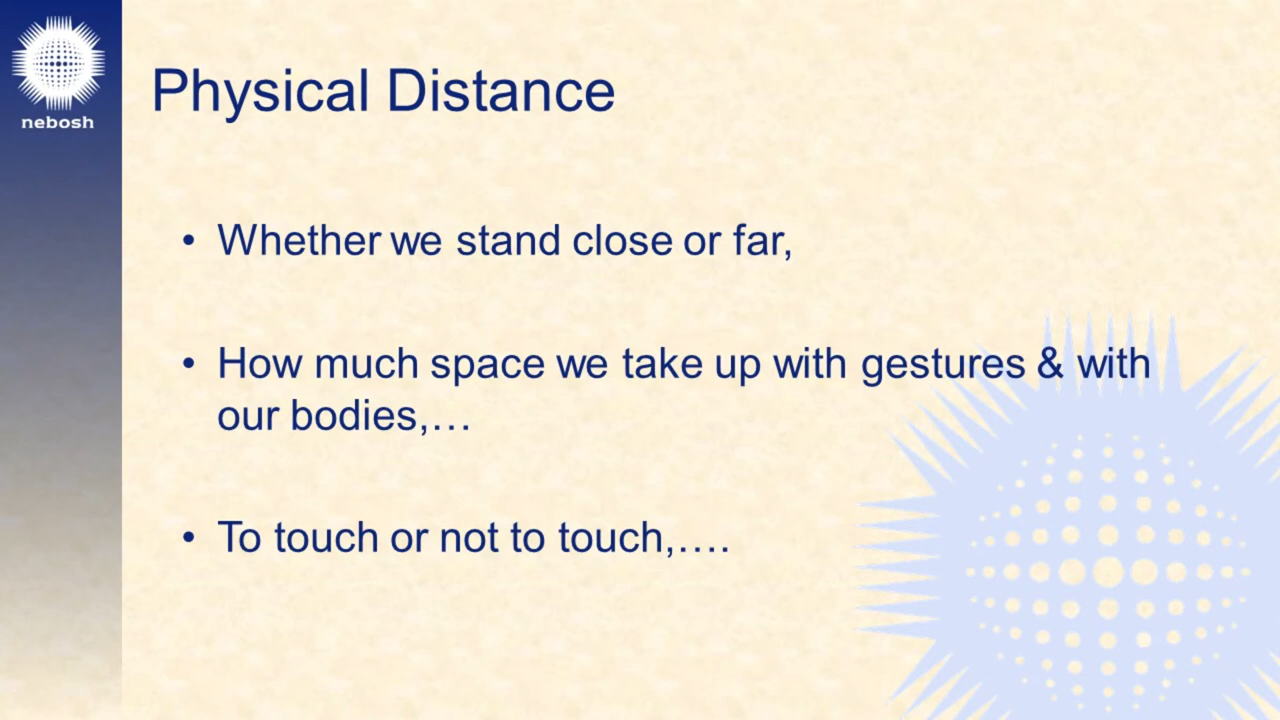 nebosh
Physical Distance
• Whether we stand close or far,
• How much space we take up with gestures & with
our bodies,…
• To touch or not to touch,….